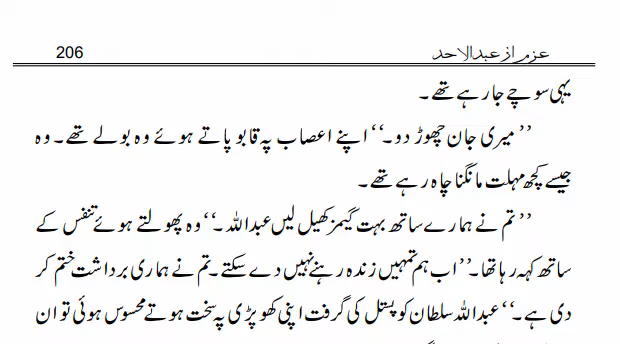 206 عزم از عبدالاحد
یہی سوچے جا رہے تھے۔
’’میری جان چھوڑ دو۔‘‘ اپنے اعصاب پہ قابو پاتے ہوئے وہ بولے تھے۔ وہ
جیسے کچھ مہلت مانگنا چاہ رہے تھے۔
’’تم نے ہمارے ساتھ بہت گیمز کھیل لیں عبداللہ۔‘‘ وہ پھولتے ہوئے تنفس کے
ساتھ کہہ رہا تھا۔’’اب ہم تمہیں زندہ رہنے نہیں دے سکتے۔ تم نے ہماری برداشت ختم کر
دی ہے۔‘‘ عبداللہ سلطان کو پسٹل کی گرفت اپنی کھوپڑی پہ سخت ہوتے محسوس ہوئی تو ان